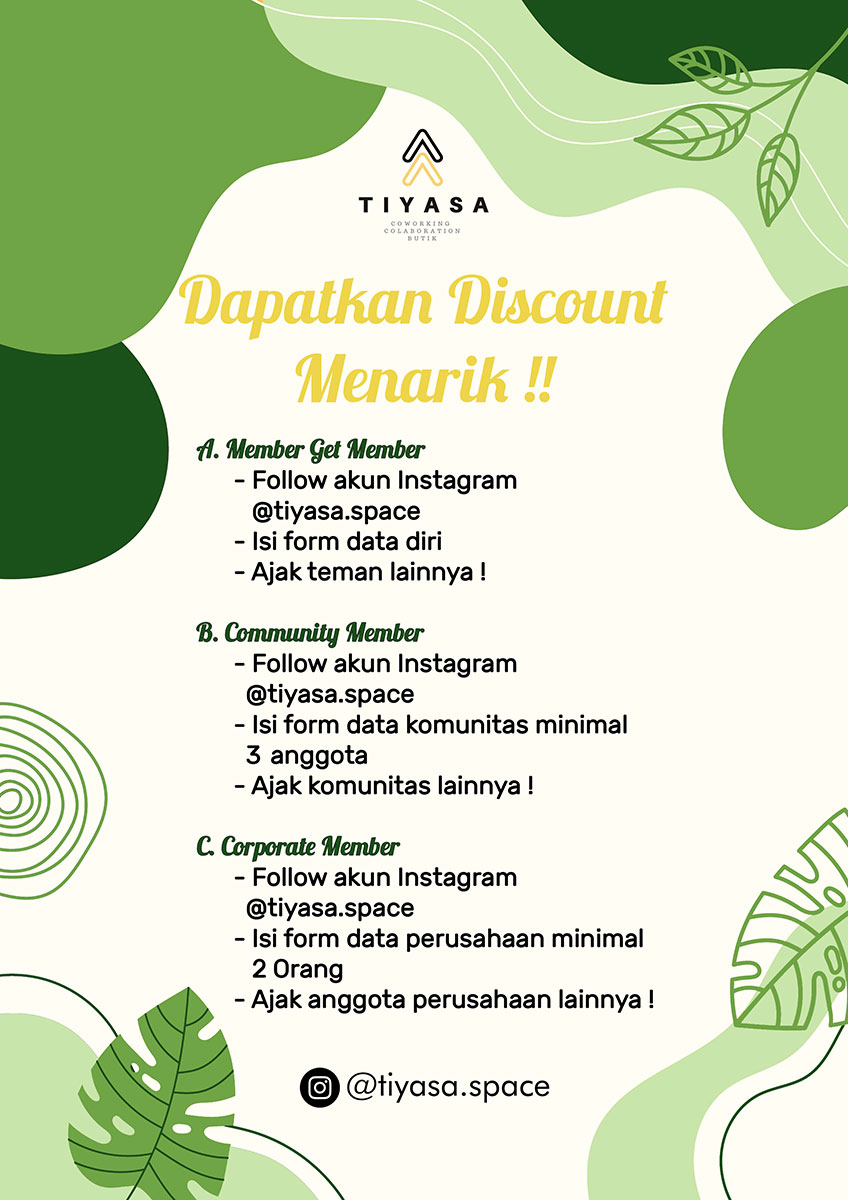 TIYASA
COWORKING
COLABORATION
BUTIK
Dapatkan Discount
Menarik !!
A. Member Get Member
- Follow akun Instagram
@tiyasa.space
- Isi form data diri
- Ajak teman lainnya !
B. Community Member
- Follow akun Instagram
@tiyasa.space
- Isi form data komunitas minimal
3 anggota
- Ajak komunitas lainnya !
C. Corporate Member
- Follow akun Instagram
@tiyasa.space
- Isi form data perusahaan minimal
2 Orang
- Ajak anggota perusahaan lainnya !
@tiyasa.space